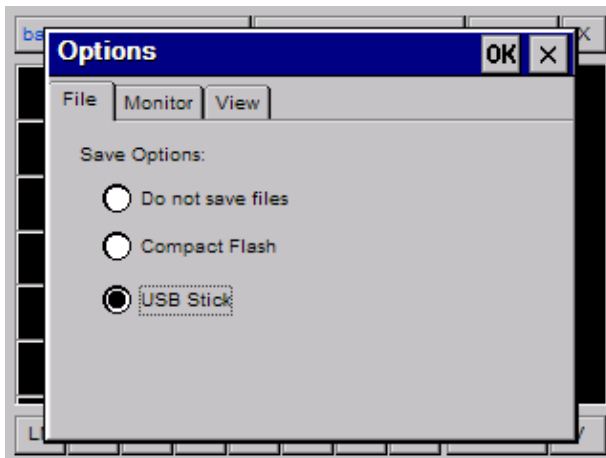 Options OK X
File Monitor View
Save Options:
Do not save files
Compact Flash
USB Stick